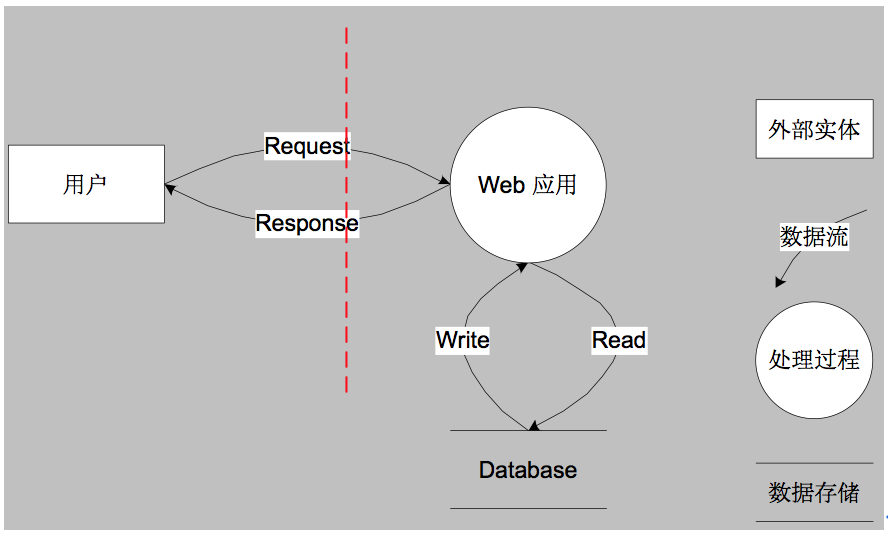 用户
Request
Response
Web 应用
Write
Read
Database
外部实体
数据流
处理过程
数据存储